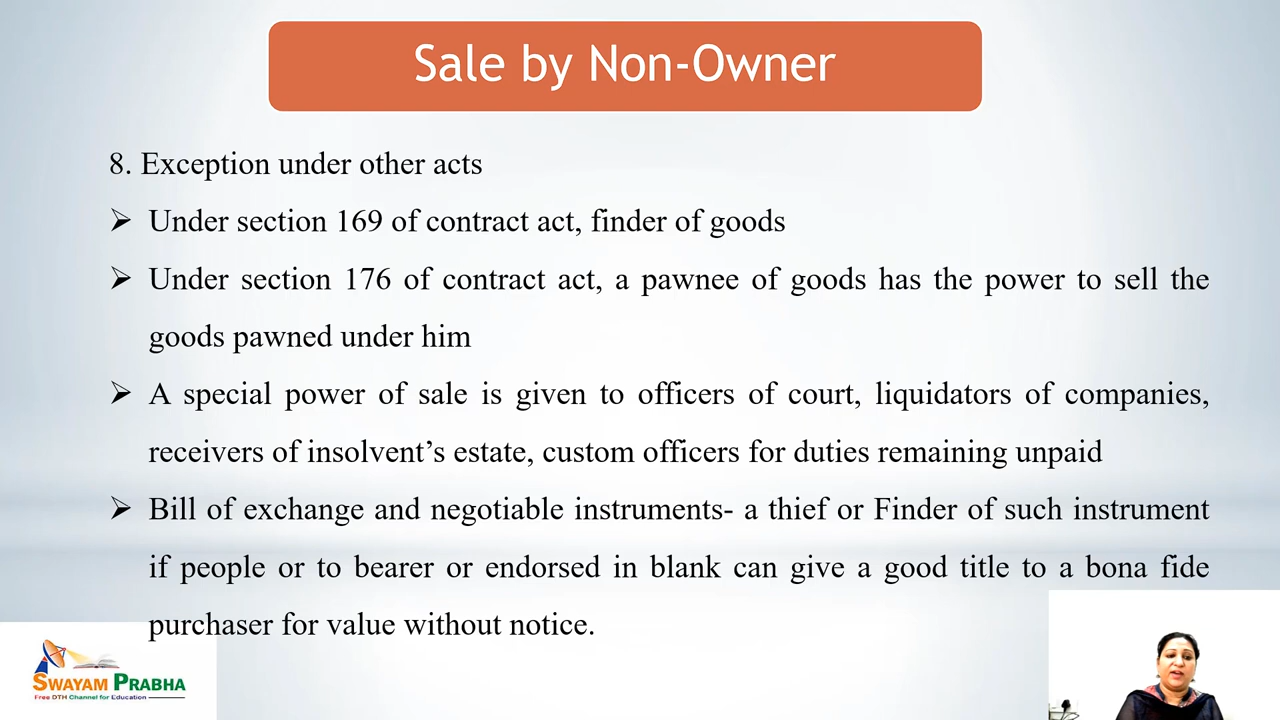 Sale by Non-Owner
8. Exception under other acts
➢ Under section 169 of contract act, finder of goods
➢ Under section 176 of contract act, a pawnee of goods has the power to sell the
goods pawned under him
➢ A special power of sale is given to officers of court, liquidators of companies,
receivers of insolvent’s estate, custom officers for duties remaining unpaid
➢ Bill of exchange and negotiable instruments- a thief or Finder of such instrument
if people or to bearer or endorsed in blank can give a good title to a bona fide
purchaser for value without notice.
SWAYAM PRABHA
Free DTH Channel for Education